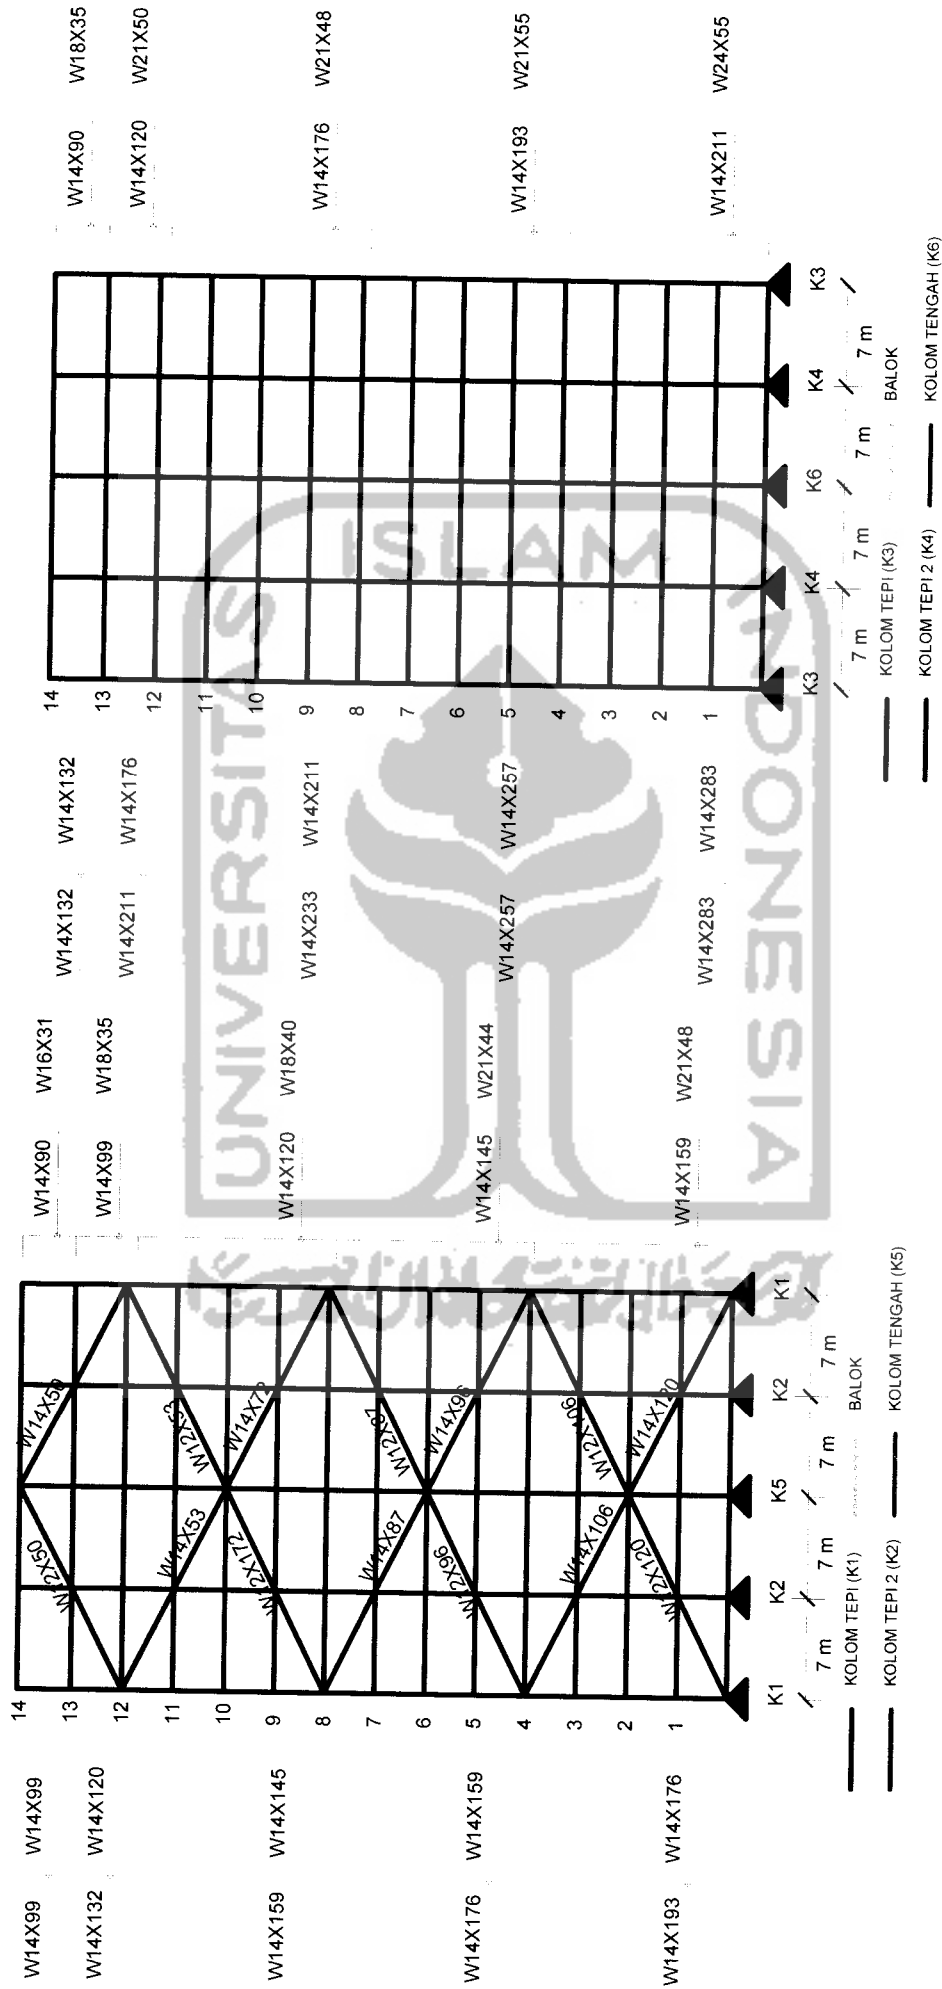 W14X99 W14X99
W14X132 W14X120
W14X159 W14X145
W14X176 W14X159
W14X193 W14X176
14
13
12
11
10
9
8
7
6
5
4
3
2
1
W12X50
W14X53
W14X87
W12X96
W14X106
W12X120
W14X72
W14X96
W14X120
K1 K2 K5 K2 K1
7 m 7 m 7 m 7 m
KOLOM TEPI (K1) BALOK
KOLOM TEPI 2 (K2) KOLOM TENGAH (K5)
W14X90 W16X31
W14X99 W18X35
W14X120 W18X40
W14X145 W21X44
W14X159 W21X48
W14X132 W14X132
W14X211 W14X176
W14X233 W14X211
W14X257 W14X257
W14X283 W14X283
14
13
12
11
10
9
8
7
6
5
4
3
2
1
K3 K4 K6 K4 K3
7 m 7 m 7 m 7 m
KOLOM TEPI (K3) BALOK
KOLOM TEPI 2 (K4) KOLOM TENGAH (K6)
W14X90 W18X35
W14X120 W21X50
W14X176 W21X48
W14X193 W21X55
W14X211 W24X55
UNIVERSITAS
ISLAM
INDONESIA